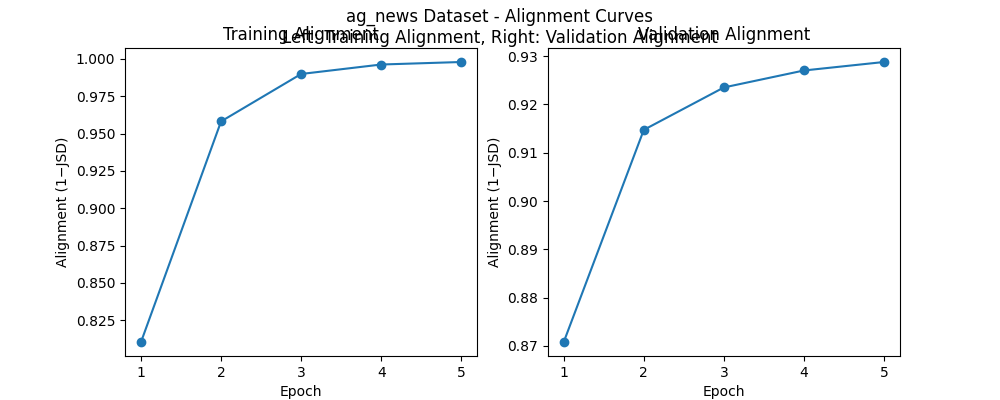 ag_news Dataset - Alignment Curves
Left: Training Alignment, Right: Validation Alignment
Training Alignment
Alignment (1−JSD)
1.000
0.975
0.950
0.925
0.900
0.875
0.850
0.825
1 2 3 4 5
Epoch
Validation Alignment
Alignment (1−JSD)
0.93
0.92
0.91
0.90
0.89
0.88
0.87
1 2 3 4 5
Epoch